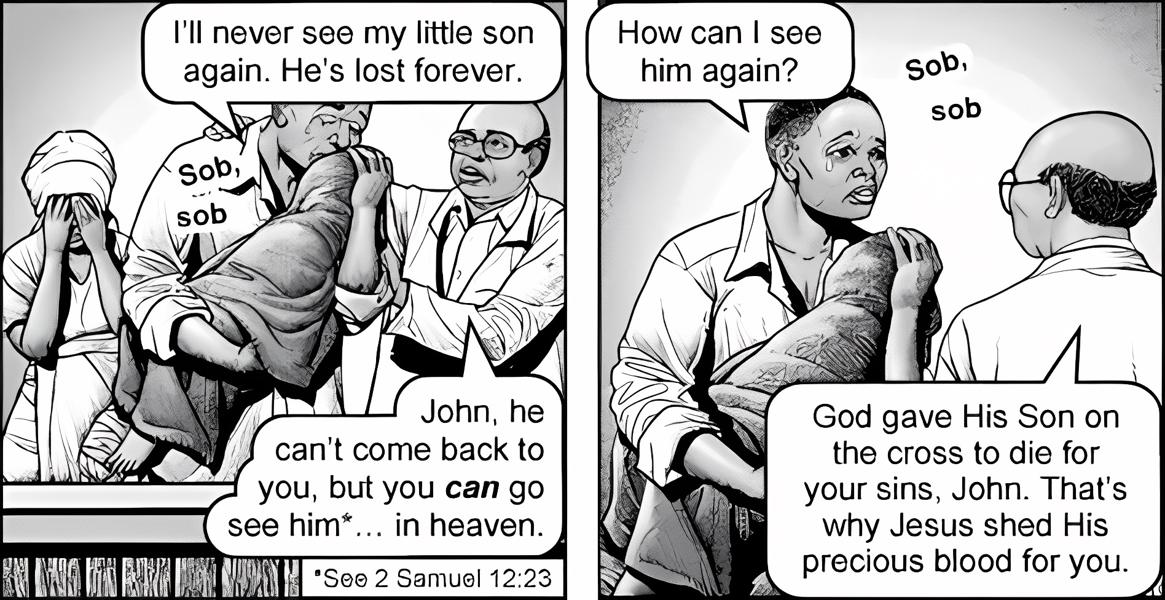 I'll never see my little son
again. He's lost forever.
Sob,
sob
John, he
can't come back to
you, but you can go
see him*... in heaven.
*See 2 Samuel 12:23
How can I see
him again?
Sob,
sob
God gave His Son on
the cross to die for
your sins, John. That's
why Jesus shed His
precious blood for you.